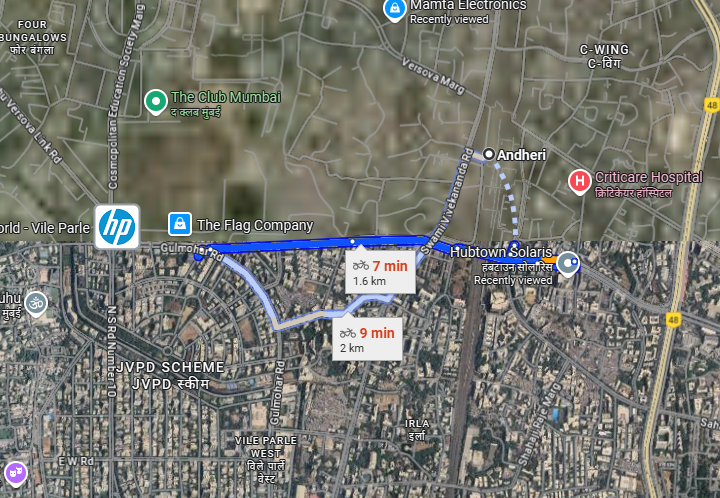 Mamta Electronics
Recently viewed
FOUR
BUNGALOWS
फोर बंगला
Cosmopolitan Education Society Marg
Versova Marg
C-WING
C-विंग
48
The Club Mumbai
द क्लब मुंबई
Versova Link Rd
Andheri
Swami Vivekananda Rd
Criticare Hospital
क्रिटिकेयर हॉस्पिटल
hp
The Flag Company
Vile Parle
Gulmohar Rd
Hubtown Solaris
हबटाउन सोलारिस
Recently viewed
7 min
1.6 km
9 min
2 km
uhu
मुंबई
ॐ
48
N S Rd Number 10
JVPD SCHEME
JVPD स्कीम
Gulmohar Rd
IRLA
इर्ला
VILE PARLE
WEST
विले पार्ले
वेस्ट
E W Rd
H